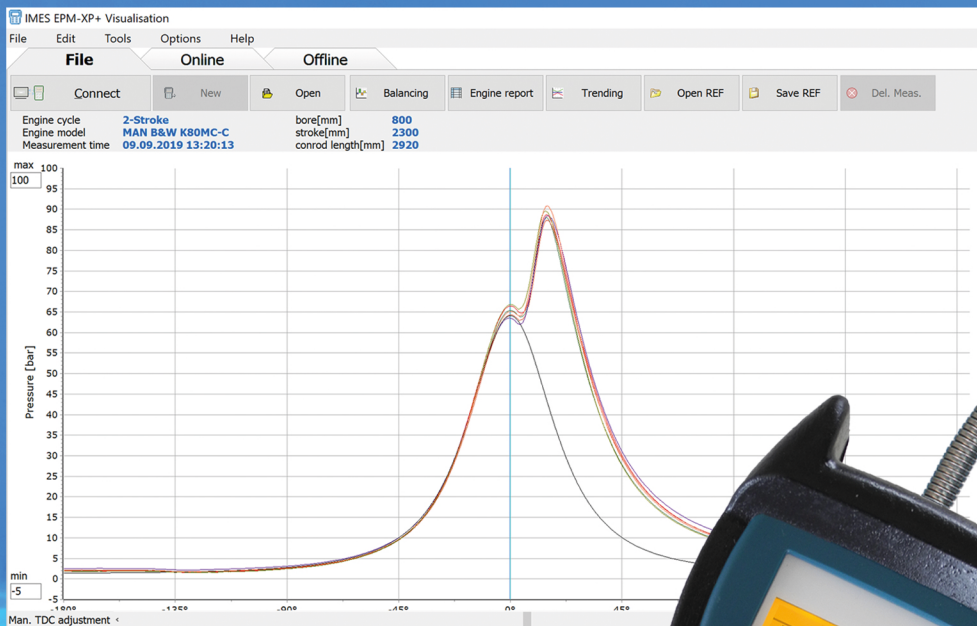 IMES EPM-XP+ Visualisation
File Edit Tools Options Help
File Online Offline
Connect New Open Balancing Engine report Trending Open REF Save REF Del. Meas.
Engine cycle 2-Stroke bore[mm] 800
Engine model MAN B&W K80MC-C stroke[mm] 2300
Measurement time 09.09.2019 13:20:13 conrod length[mm] 2920
max 100
100
95
90
85
80
75
70
65
60
55
50
45
40
35
30
25
20
15
10
5
0
-5
Pressure [bar]
min
-5
-180° -135° -90° -45° 0° 45°
Man. TDC adjustment ‹